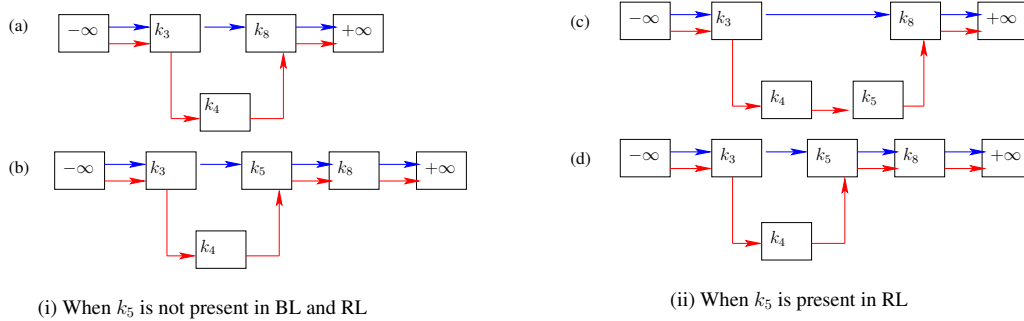 (a) −∞ k₃ k₈ +∞
k₄
(b) −∞ k₃ k₅ k₈ +∞
k₄
(i) When k₅ is not present in BL and RL
(c) −∞ k₃ k₈ +∞
k₄ k₅
(d) −∞ k₃ k₅ k₈ +∞
k₄
(ii) When k₅ is present in RL